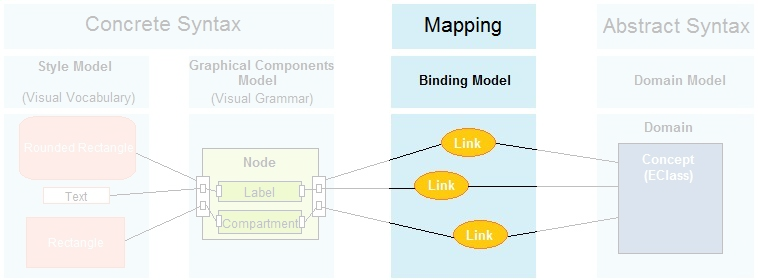 Concrete Syntax
Mapping
Abstract Syntax
Style Model
(Visual Vocabulary)
Graphical Components
Model
(Visual Grammar)
Binding Model
Domain Model
Rounded Rectangle
Text
Rectangle
Node
Label
Compartment
Link
Link
Link
Domain
Concept
(EClass)